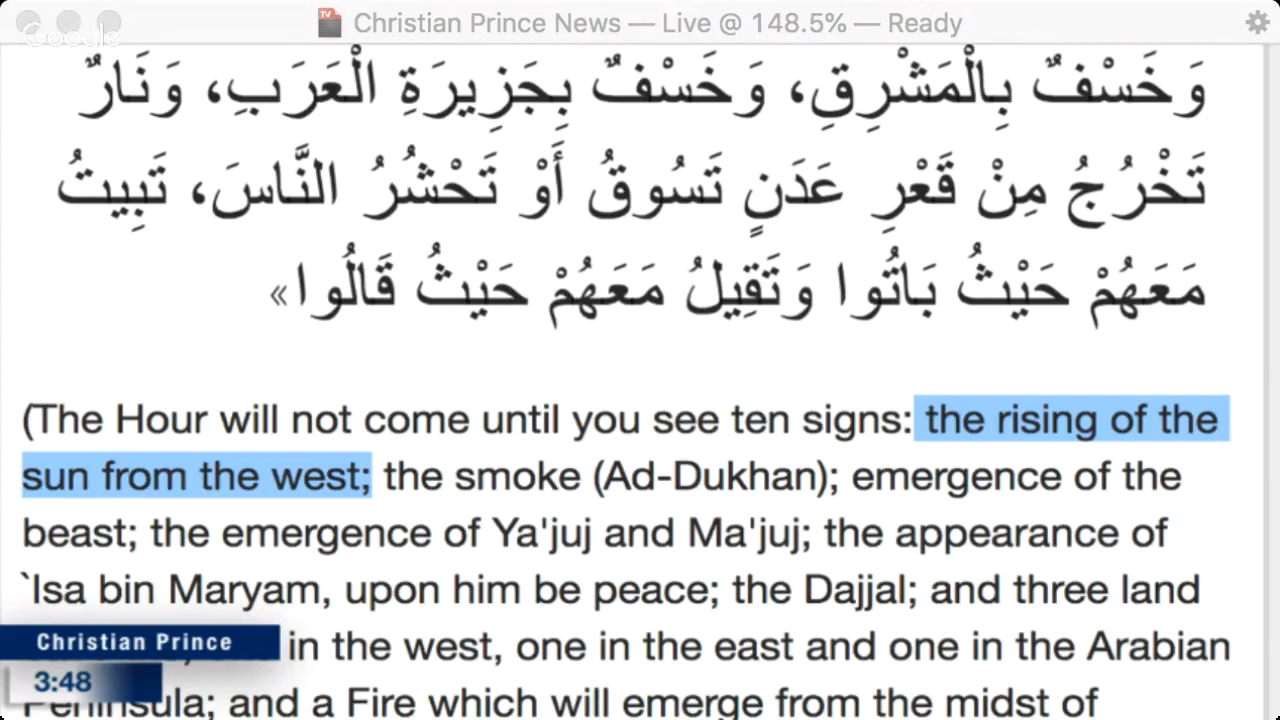 Google
Christian Prince News — Live @ 148.5% — Ready
وَخَسْفٌ بِالْمَشْرِقِ، وَخَسْفٌ بِجَزِيرَةِ الْعَرَبِ، وَنَارٌ
تَخْرُجُ مِنْ قَعْرِ عَدَنٍ تَسُوقُ أَوْ تَحْشُرُ النَّاسَ، تَبِيتُ
مَعَهُمْ حَيْثُ بَاتُوا وَتَقِيلُ مَعَهُمْ حَيْثُ قَالُوا»
(The Hour will not come until you see ten signs: the rising of the
sun from the west; the smoke (Ad-Dukhan); emergence of the
beast; the emergence of Ya'juj and Ma'juj; the appearance of
`Isa bin Maryam, upon him be peace; the Dajjal; and three land
in the west, one in the east and one in the Arabian
Peninsula; and a Fire which will emerge from the midst of
Christian Prince
3:48